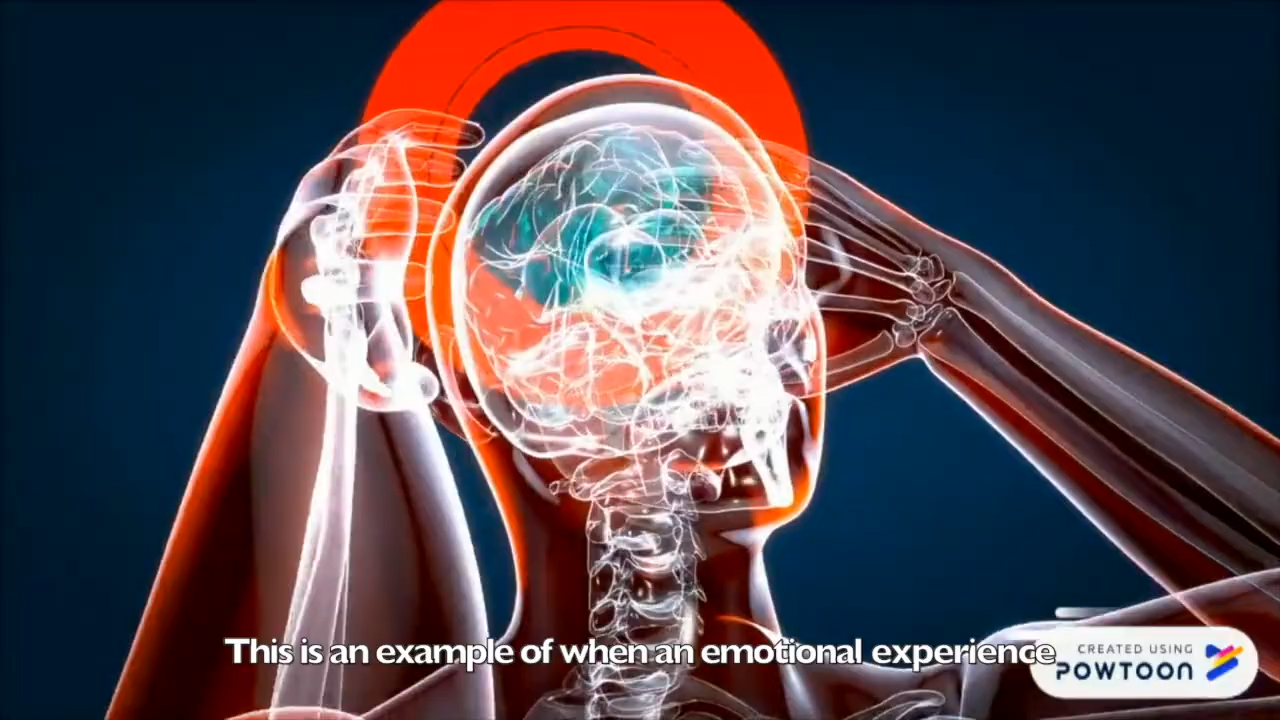 This is an example of when an emotional experience
CREATED USING
POWTOON